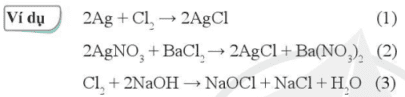 Ví dụ 2Ag + Cl₂ → 2AgCl (1)
2AgNO₃ + BaCl₂ → 2AgCl + Ba(NO₃)₂ (2)
Cl₂ + 2NaOH → NaOCl + NaCl + H₂O (3)